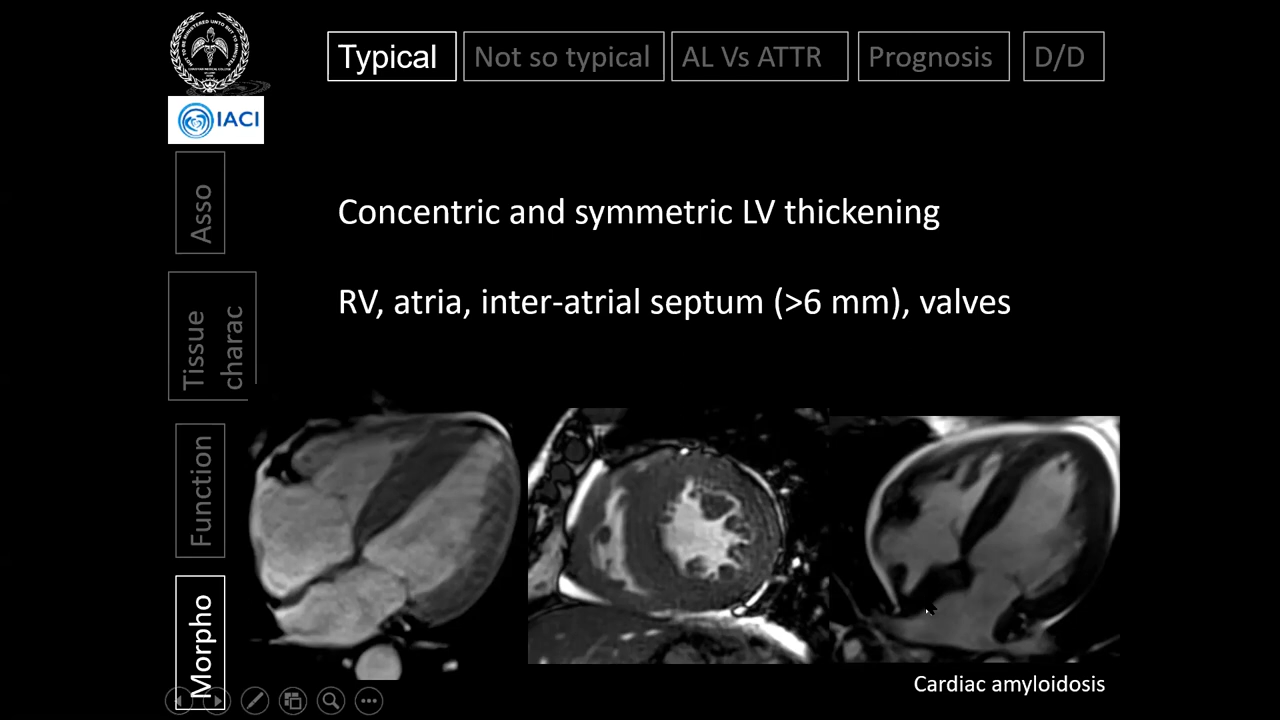 Typical
Not so typical
AL Vs ATTR
Prognosis
D/D
IACI
Asso
Tissue
charac
Function
Morpho
Concentric and symmetric LV thickening
RV, atria, inter-atrial septum (>6 mm), valves
Cardiac amyloidosis